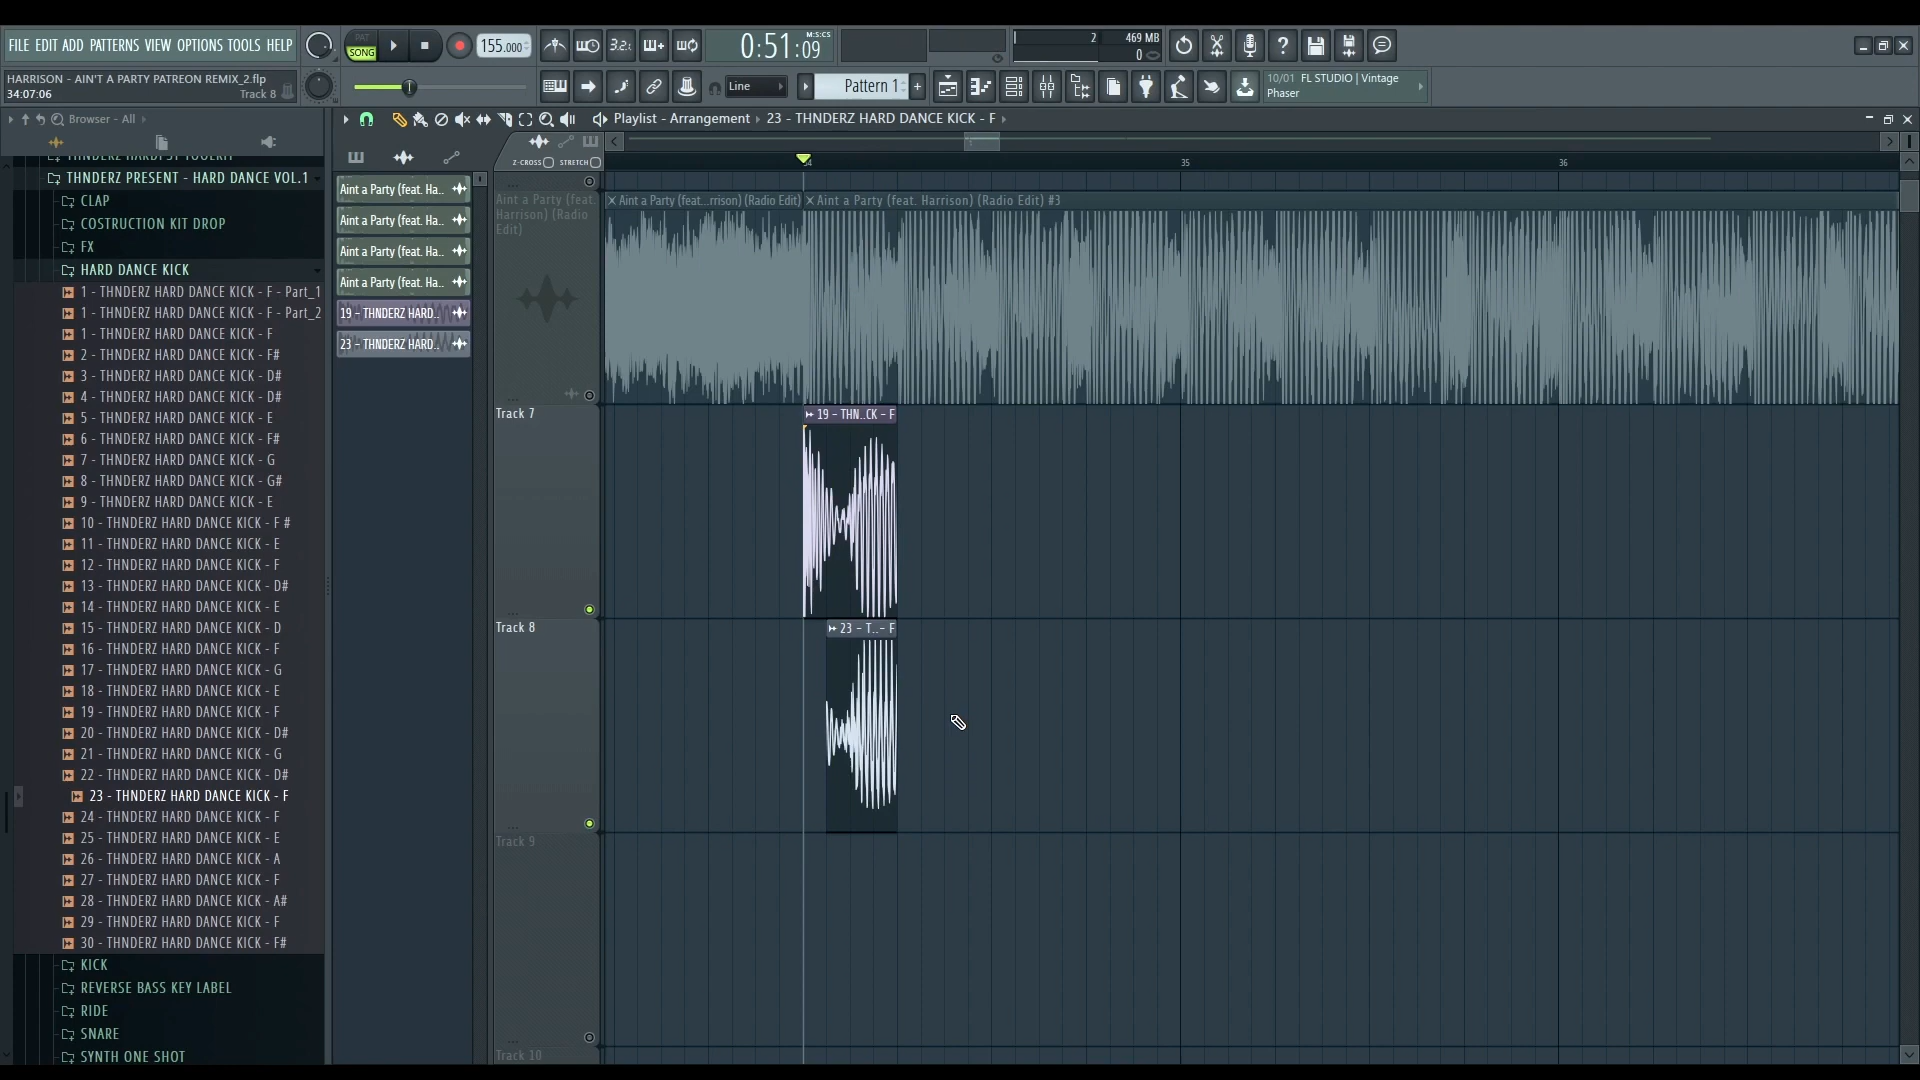 FILE EDIT ADD PATTERNS VIEW OPTIONS TOOLS HELP
PAT
SONG
155.000
3.2.
0:51:09
M:S:CS
2
469 MB
0
HARRISON - AIN'T A PARTY PATREON REMIX_2.flp
34:07:06
Track 8
Line
Pattern 1
+
10/01 FL STUDIO | Vintage
Phaser
Browser - All
Playlist - Arrangement
23 - THNDERZ HARD DANCE KICK - F
Z-CROSS
STRETCH
34
35
36
THNDERZ PRESENT - HARD DANCE VOL.1
CLAP
COSTRUCTION KIT DROP
FX
HARD DANCE KICK
1 - THNDERZ HARD DANCE KICK - F - Part_1
1 - THNDERZ HARD DANCE KICK - F - Part_2
1 - THNDERZ HARD DANCE KICK - F
2 - THNDERZ HARD DANCE KICK - F#
3 - THNDERZ HARD DANCE KICK - D#
4 - THNDERZ HARD DANCE KICK - D#
5 - THNDERZ HARD DANCE KICK - E
6 - THNDERZ HARD DANCE KICK - F#
7 - THNDERZ HARD DANCE KICK - G
8 - THNDERZ HARD DANCE KICK - G#
9 - THNDERZ HARD DANCE KICK - E
10 - THNDERZ HARD DANCE KICK - F #
11 - THNDERZ HARD DANCE KICK - E
12 - THNDERZ HARD DANCE KICK - F
13 - THNDERZ HARD DANCE KICK - D#
14 - THNDERZ HARD DANCE KICK - E
15 - THNDERZ HARD DANCE KICK - D
16 - THNDERZ HARD DANCE KICK - F
17 - THNDERZ HARD DANCE KICK - G
18 - THNDERZ HARD DANCE KICK - E
19 - THNDERZ HARD DANCE KICK - F
20 - THNDERZ HARD DANCE KICK - D#
21 - THNDERZ HARD DANCE KICK - G
22 - THNDERZ HARD DANCE KICK - D#
23 - THNDERZ HARD DANCE KICK - F
24 - THNDERZ HARD DANCE KICK - F
25 - THNDERZ HARD DANCE KICK - E
26 - THNDERZ HARD DANCE KICK - A
27 - THNDERZ HARD DANCE KICK - F
28 - THNDERZ HARD DANCE KICK - A#
29 - THNDERZ HARD DANCE KICK - F
30 - THNDERZ HARD DANCE KICK - F#
KICK
REVERSE BASS KEY LABEL
RIDE
SNARE
SYNTH ONE SHOT
Aint a Party (feat. Ha..
Aint a Party (feat. Ha..
Aint a Party (feat. Ha..
Aint a Party (feat. Ha..
19 - THNDERZ HARD..
23 - THNDERZ HARD..
Aint a Party (feat.
Harrison) (Radio
Edit)
Aint a Party (feat...rrison) (Radio Edit)
Aint a Party (feat. Harrison) (Radio Edit) #3
Track 7
19 - THN..CK - F
Track 8
23 - T..- F
Track 9
Track 10